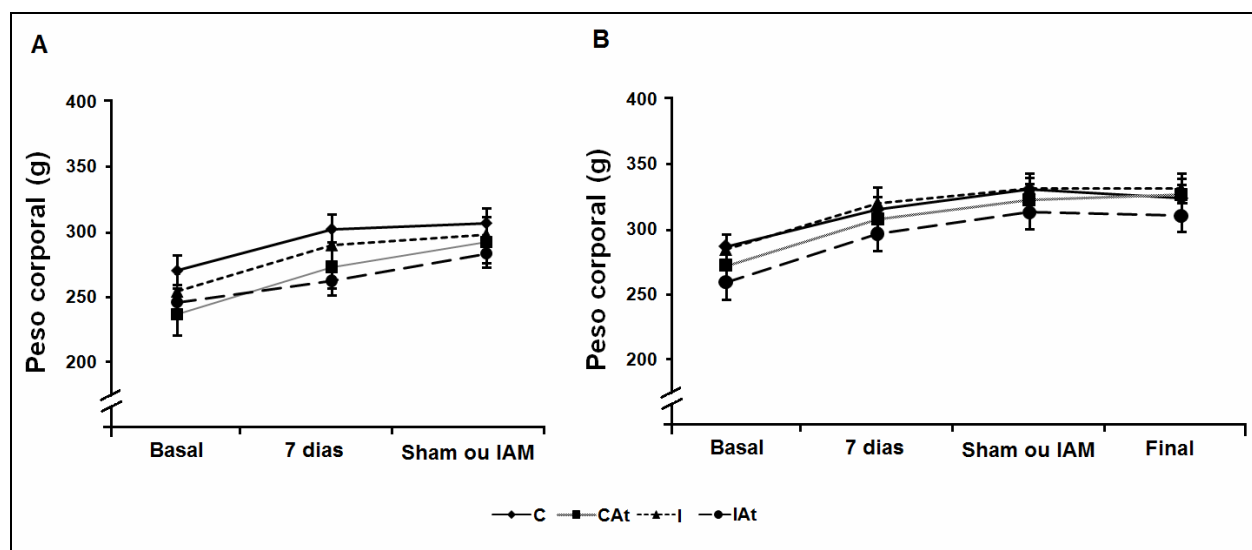 A
Peso corporal (g)
400
350
300
250
200
Basal 7 dias Sham ou IAM
B
Peso corporal (g)
400
350
300
250
200
Basal 7 dias Sham ou IAM Final
C CAt I IAt